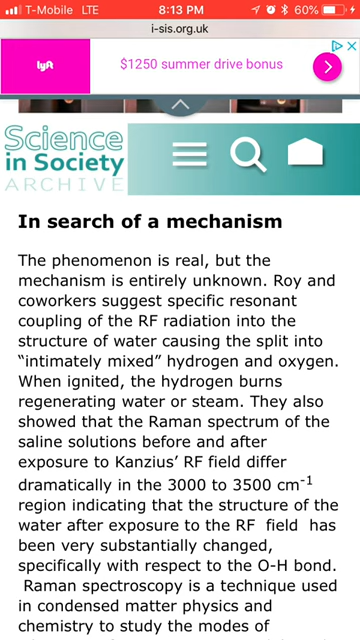 T-Mobile LTE 8:13 PM 60%
i-sis.org.uk
lyft $1250 summer drive bonus
Science
in Society
ARCHIVE
In search of a mechanism
The phenomenon is real, but the
mechanism is entirely unknown. Roy and
coworkers suggest specific resonant
coupling of the RF radiation into the
structure of water causing the split into
“intimately mixed” hydrogen and oxygen.
When ignited, the hydrogen burns
regenerating water or steam. They also
showed that the Raman spectrum of the
saline solutions before and after
exposure to Kanzius’ RF field differ
dramatically in the 3000 to 3500 cm⁻¹
region indicating that the structure of the
water after exposure to the RF field has
been very substantially changed,
specifically with respect to the O-H bond.
Raman spectroscopy is a technique used
in condensed matter physics and
chemistry to study the modes of